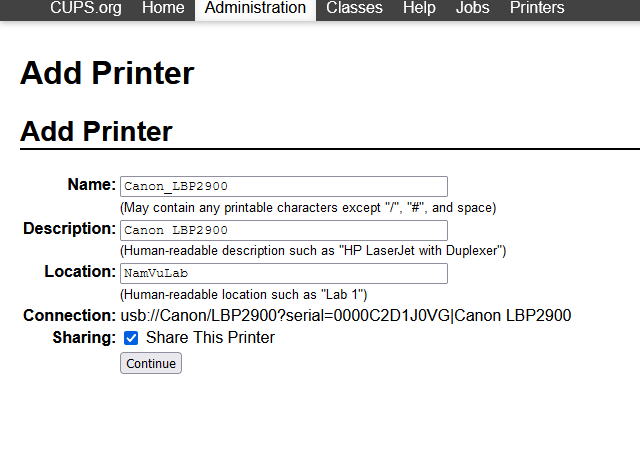 CUPS.org Home Administration Classes Help Jobs Printers
Add Printer
Add Printer
Name: Canon_LBP2900
(May contain any printable characters except "/", "#", and space)
Description: Canon LBP2900
(Human-readable description such as "HP LaserJet with Duplexer")
Location: NamVuLab
(Human-readable location such as "Lab 1")
Connection: usb://Canon/LBP2900?serial=0000C2D1J0VG|Canon LBP2900
Sharing: Share This Printer
Continue